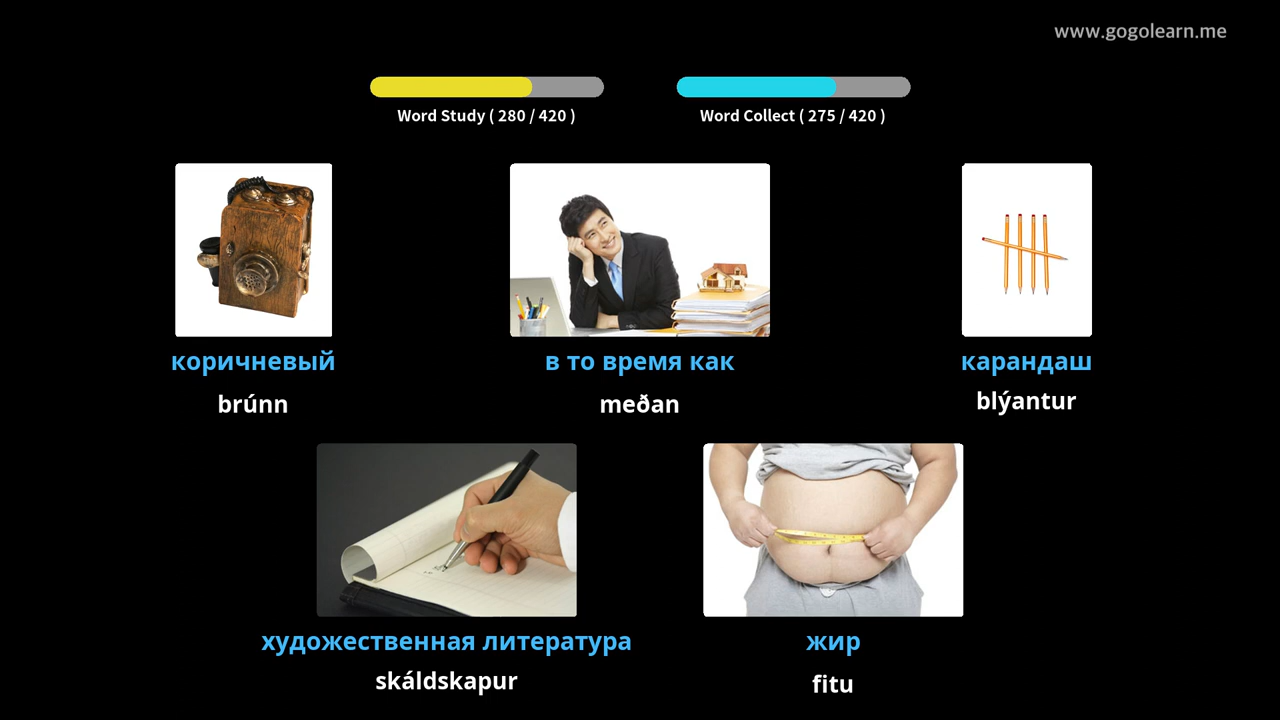 www.gogolearn.me
Word Study ( 280 / 420 )
Word Collect ( 275 / 420 )
коричневый
brúnn
в то время как
meðan
карандаш
blýantur
художественная литература
skáldskapur
жир
fitu